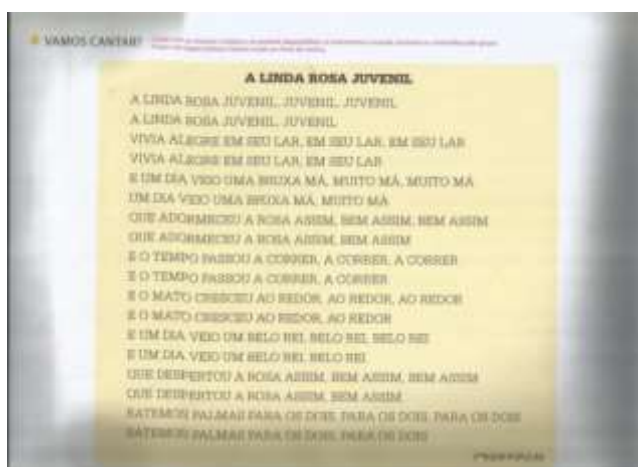 VAMOS CANTAR?
A LINDA ROSA JUVENIL
A LINDA ROSA JUVENIL, JUVENIL, JUVENIL
A LINDA ROSA JUVENIL, JUVENIL
VIVIA ALEGRE EM SEU LAR, EM SEU LAR, EM SEU LAR
VIVIA ALEGRE EM SEU LAR, EM SEU LAR
E UM DIA VEIO UMA BRUXA MÁ, MUITO MÁ, MUITO MÁ
UM DIA VEIO UMA BRUXA MÁ, MUITO MÁ
QUE ADORMECEU A ROSA ASSIM, BEM ASSIM, BEM ASSIM
QUE ADORMECEU A ROSA ASSIM, BEM ASSIM
E O TEMPO PASSOU A CORRER, A CORRER, A CORRER
E O TEMPO PASSOU A CORRER, A CORRER
E O MATO CRESCEU AO REDOR, AO REDOR, AO REDOR
E O MATO CRESCEU AO REDOR, AO REDOR
E UM DIA VEIO UM BELO REI, BELO REI, BELO REI
E UM DIA VEIO UM BELO REI, BELO REI
QUE DESPERTOU A ROSA ASSIM, BEM ASSIM, BEM ASSIM
QUE DESPERTOU A ROSA ASSIM, BEM ASSIM
BATEMOS PALMAS PARA OS DOIS, PARA OS DOIS, PARA OS DOIS
BATEMOS PALMAS PARA OS DOIS, PARA OS DOIS